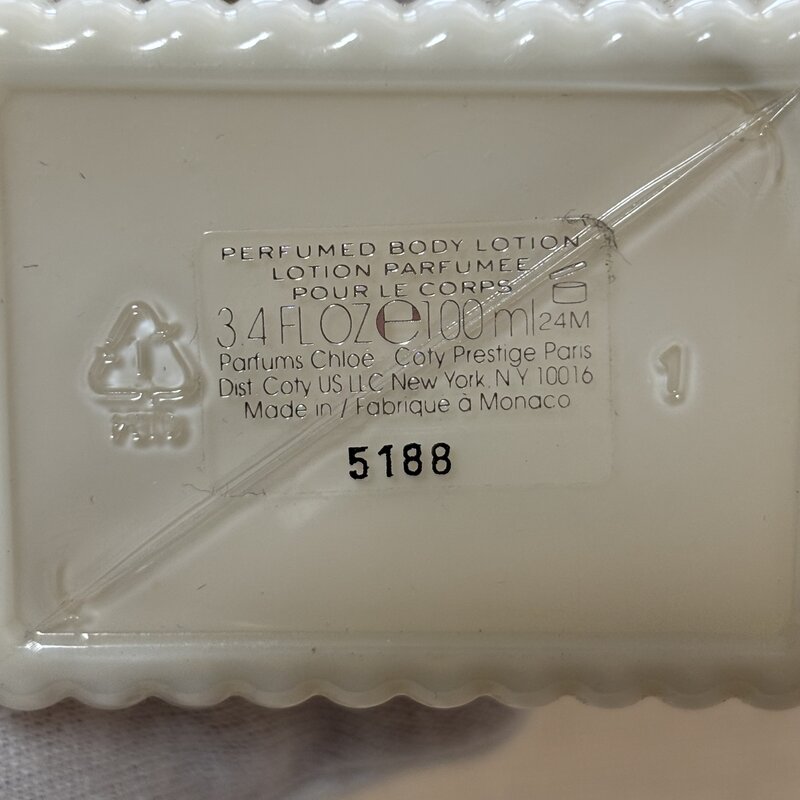 PERFUMED BODY LOTION
LOTION PARFUMEE
POUR LE CORPS
3.4 FL OZ e 100 ml 24M
Parfums Chloé Coty Prestige Paris
Dist. Coty US LLC New York, N Y 10016
Made in / Fabrique à Monaco
5188
1
1